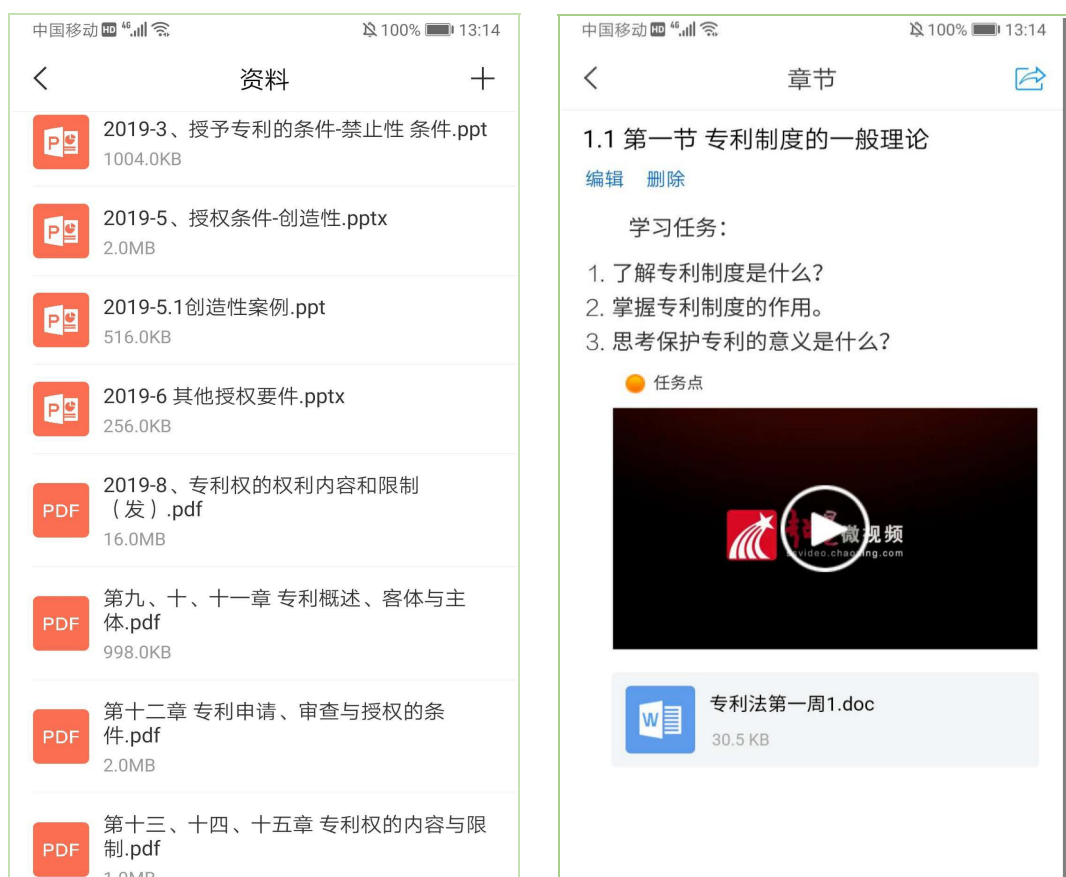 中国移动 HD 4G 100% 13:14
资料
2019-3、授予专利的条件-禁止性 条件.ppt
1004.0KB
2019-5、授权条件-创造性.pptx
2.0MB
2019-5.1创造性案例.ppt
516.0KB
2019-6 其他授权要件.pptx
256.0KB
PDF
2019-8、专利权的权利内容和限制
（发）.pdf
16.0MB
PDF
第九、十、十一章 专利概述、客体与主
体.pdf
998.0KB
PDF
第十二章 专利申请、审查与授权的条
件.pdf
2.0MB
PDF
第十三、十四、十五章 专利权的内容与限
制.pdf
1.0MB
中国移动 HD 4G 100% 13:14
章节
1.1 第一节 专利制度的一般理论
编辑 删除
学习任务：
1. 了解专利制度是什么？
2. 掌握专利制度的作用。
3. 思考保护专利的意义是什么？
任务点
微视频
专利法第一周1.doc
30.5 KB